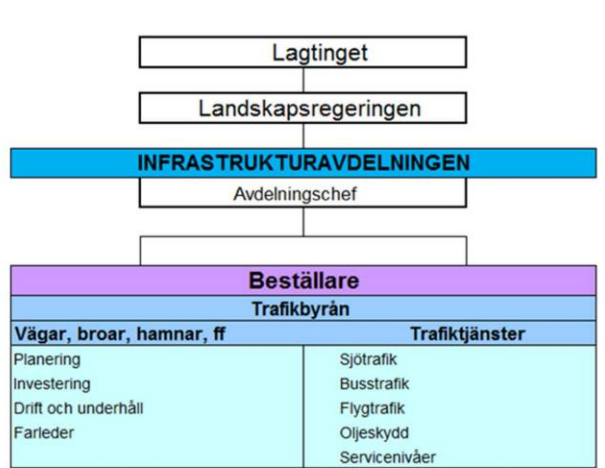 Lagtinget
Landskapsregeringen
INFRASTRUKTURAVDELNINGEN
Avdelningschef
Beställare
Trafikbyrån
Vägar, broar, hamnar, ff
Trafiktjänster
Planering
Investering
Drift och underhåll
Farleder
Sjötrafik
Busstrafik
Flygtrafik
Oljeskydd
Servicenivåer